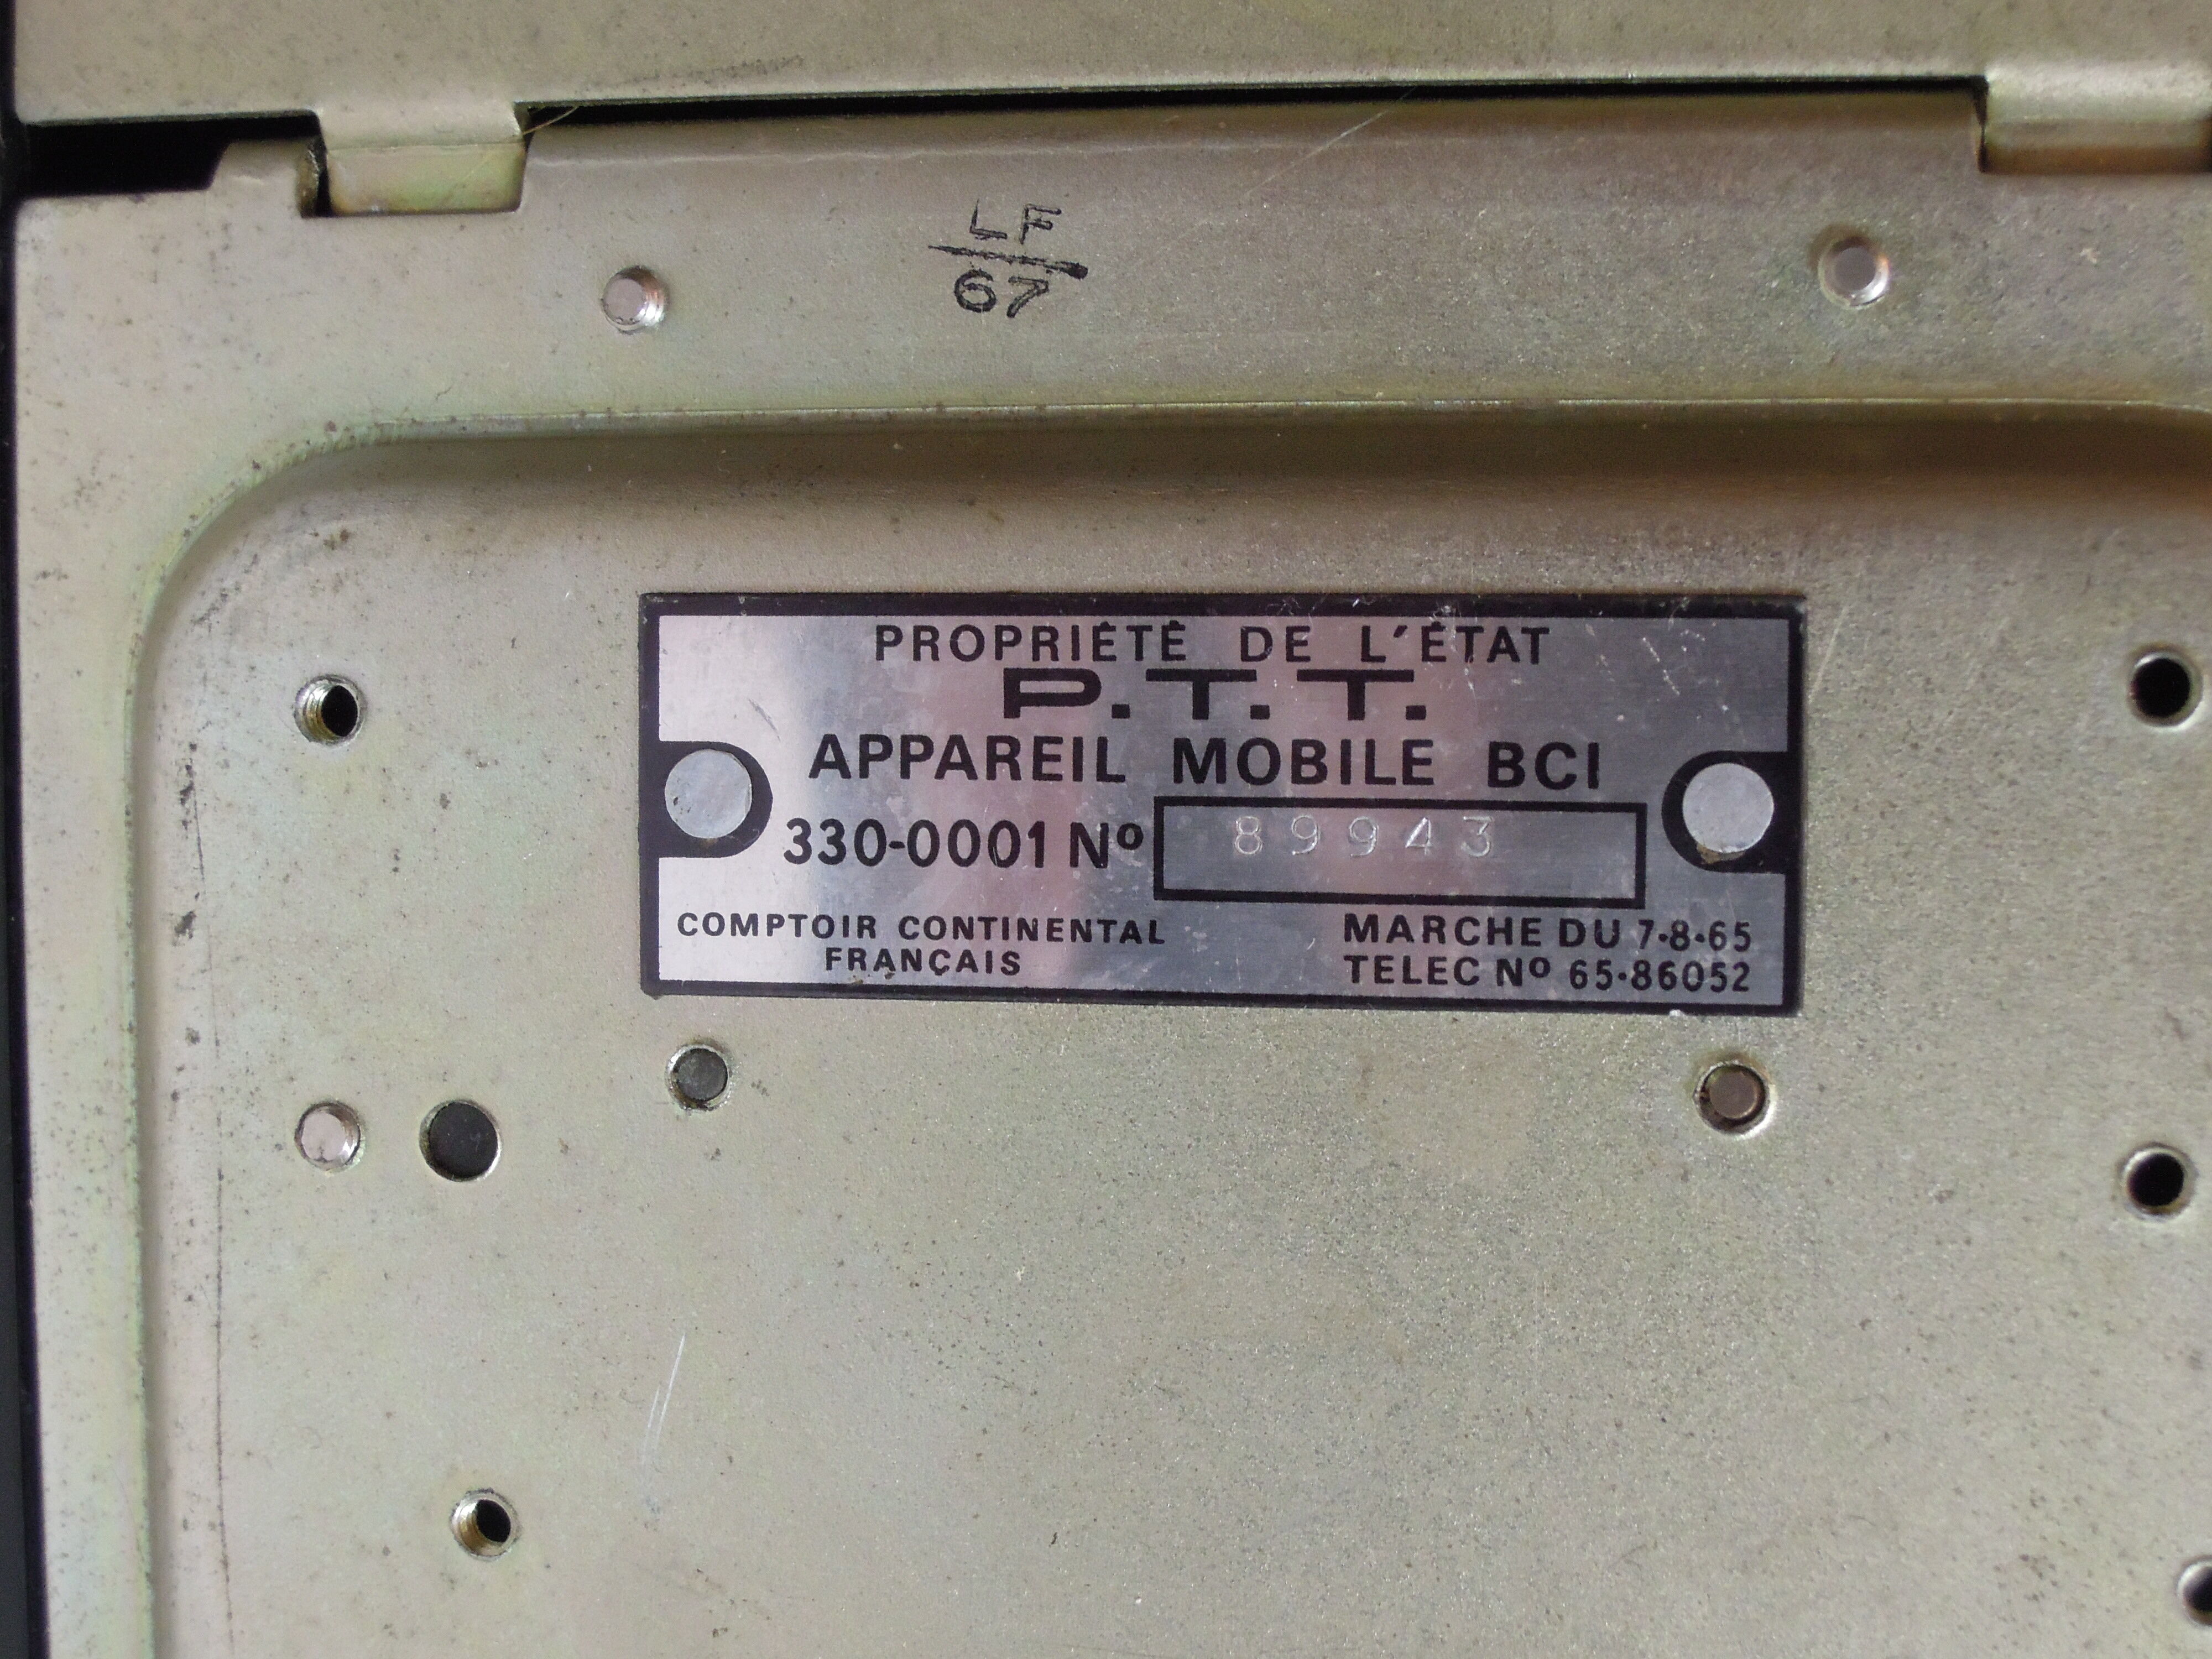 LF
67
PROPRIÉTÉ DE L'ÉTAT
P.T.T.
APPAREIL MOBILE BCI
330-0001 Nº 89943
COMPTOIR CONTINENTAL
FRANÇAIS
MARCHE DU 7·8·65
TELEC Nº 65·86052